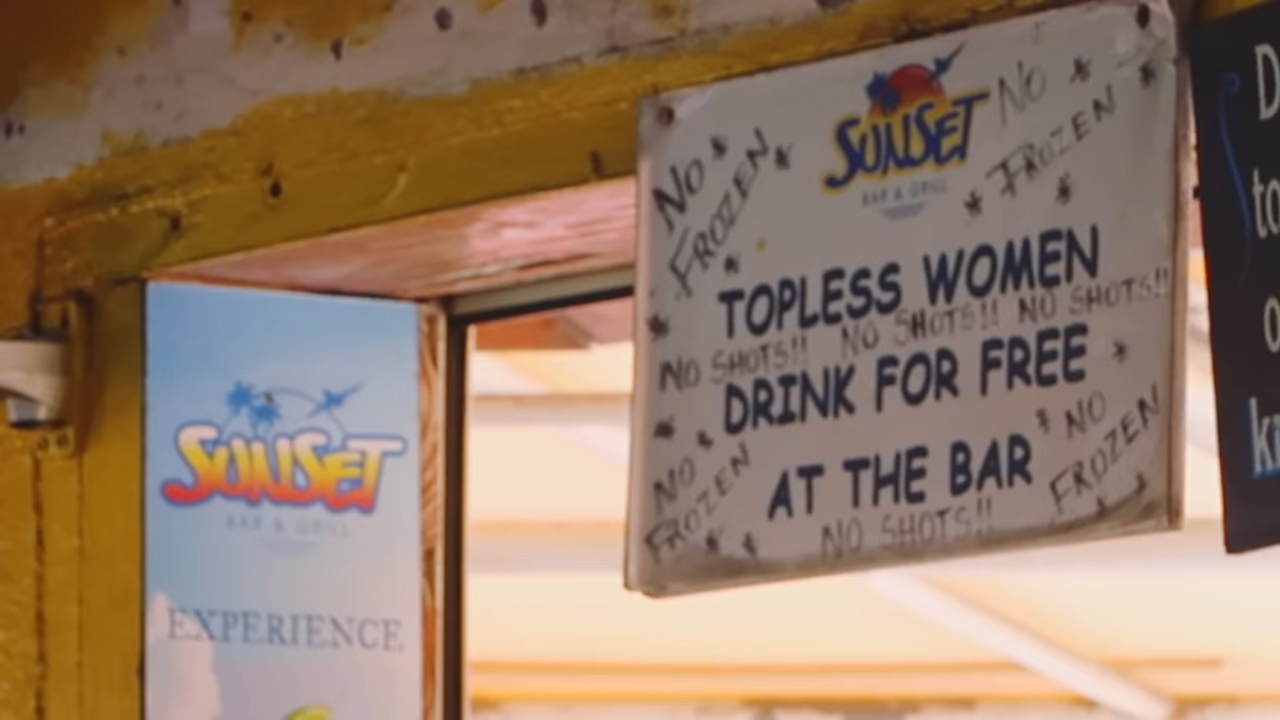 SUNSET
BAR & GRILL
NO FROZEN
NO FROZEN
TOPLESS WOMEN
NO SHOTS!! NO SHOTS!! NO SHOTS!!
DRINK FOR FREE
AT THE BAR
NO FROZEN
NO FROZEN
NO SHOTS!!
SUNSET
BAR & GRILL
EXPERIENCE